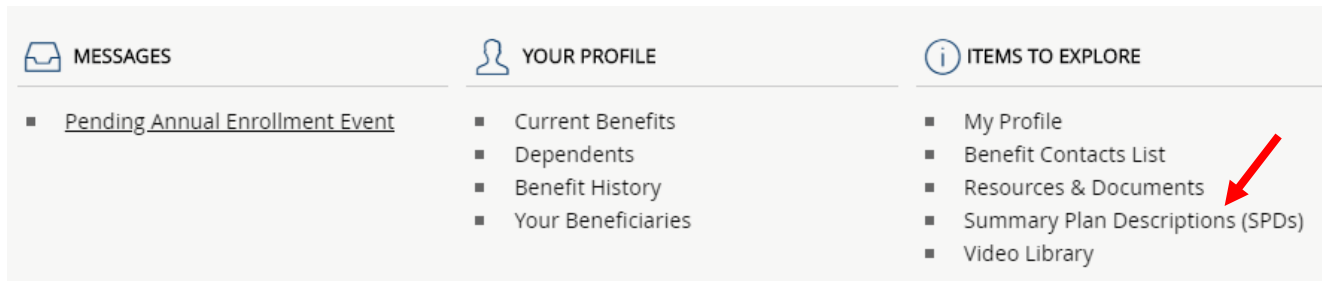 MESSAGES
Pending Annual Enrollment Event
YOUR PROFILE
Current Benefits
Dependents
Benefit History
Your Beneficiaries
ITEMS TO EXPLORE
My Profile
Benefit Contacts List
Resources & Documents
Summary Plan Descriptions (SPDs)
Video Library